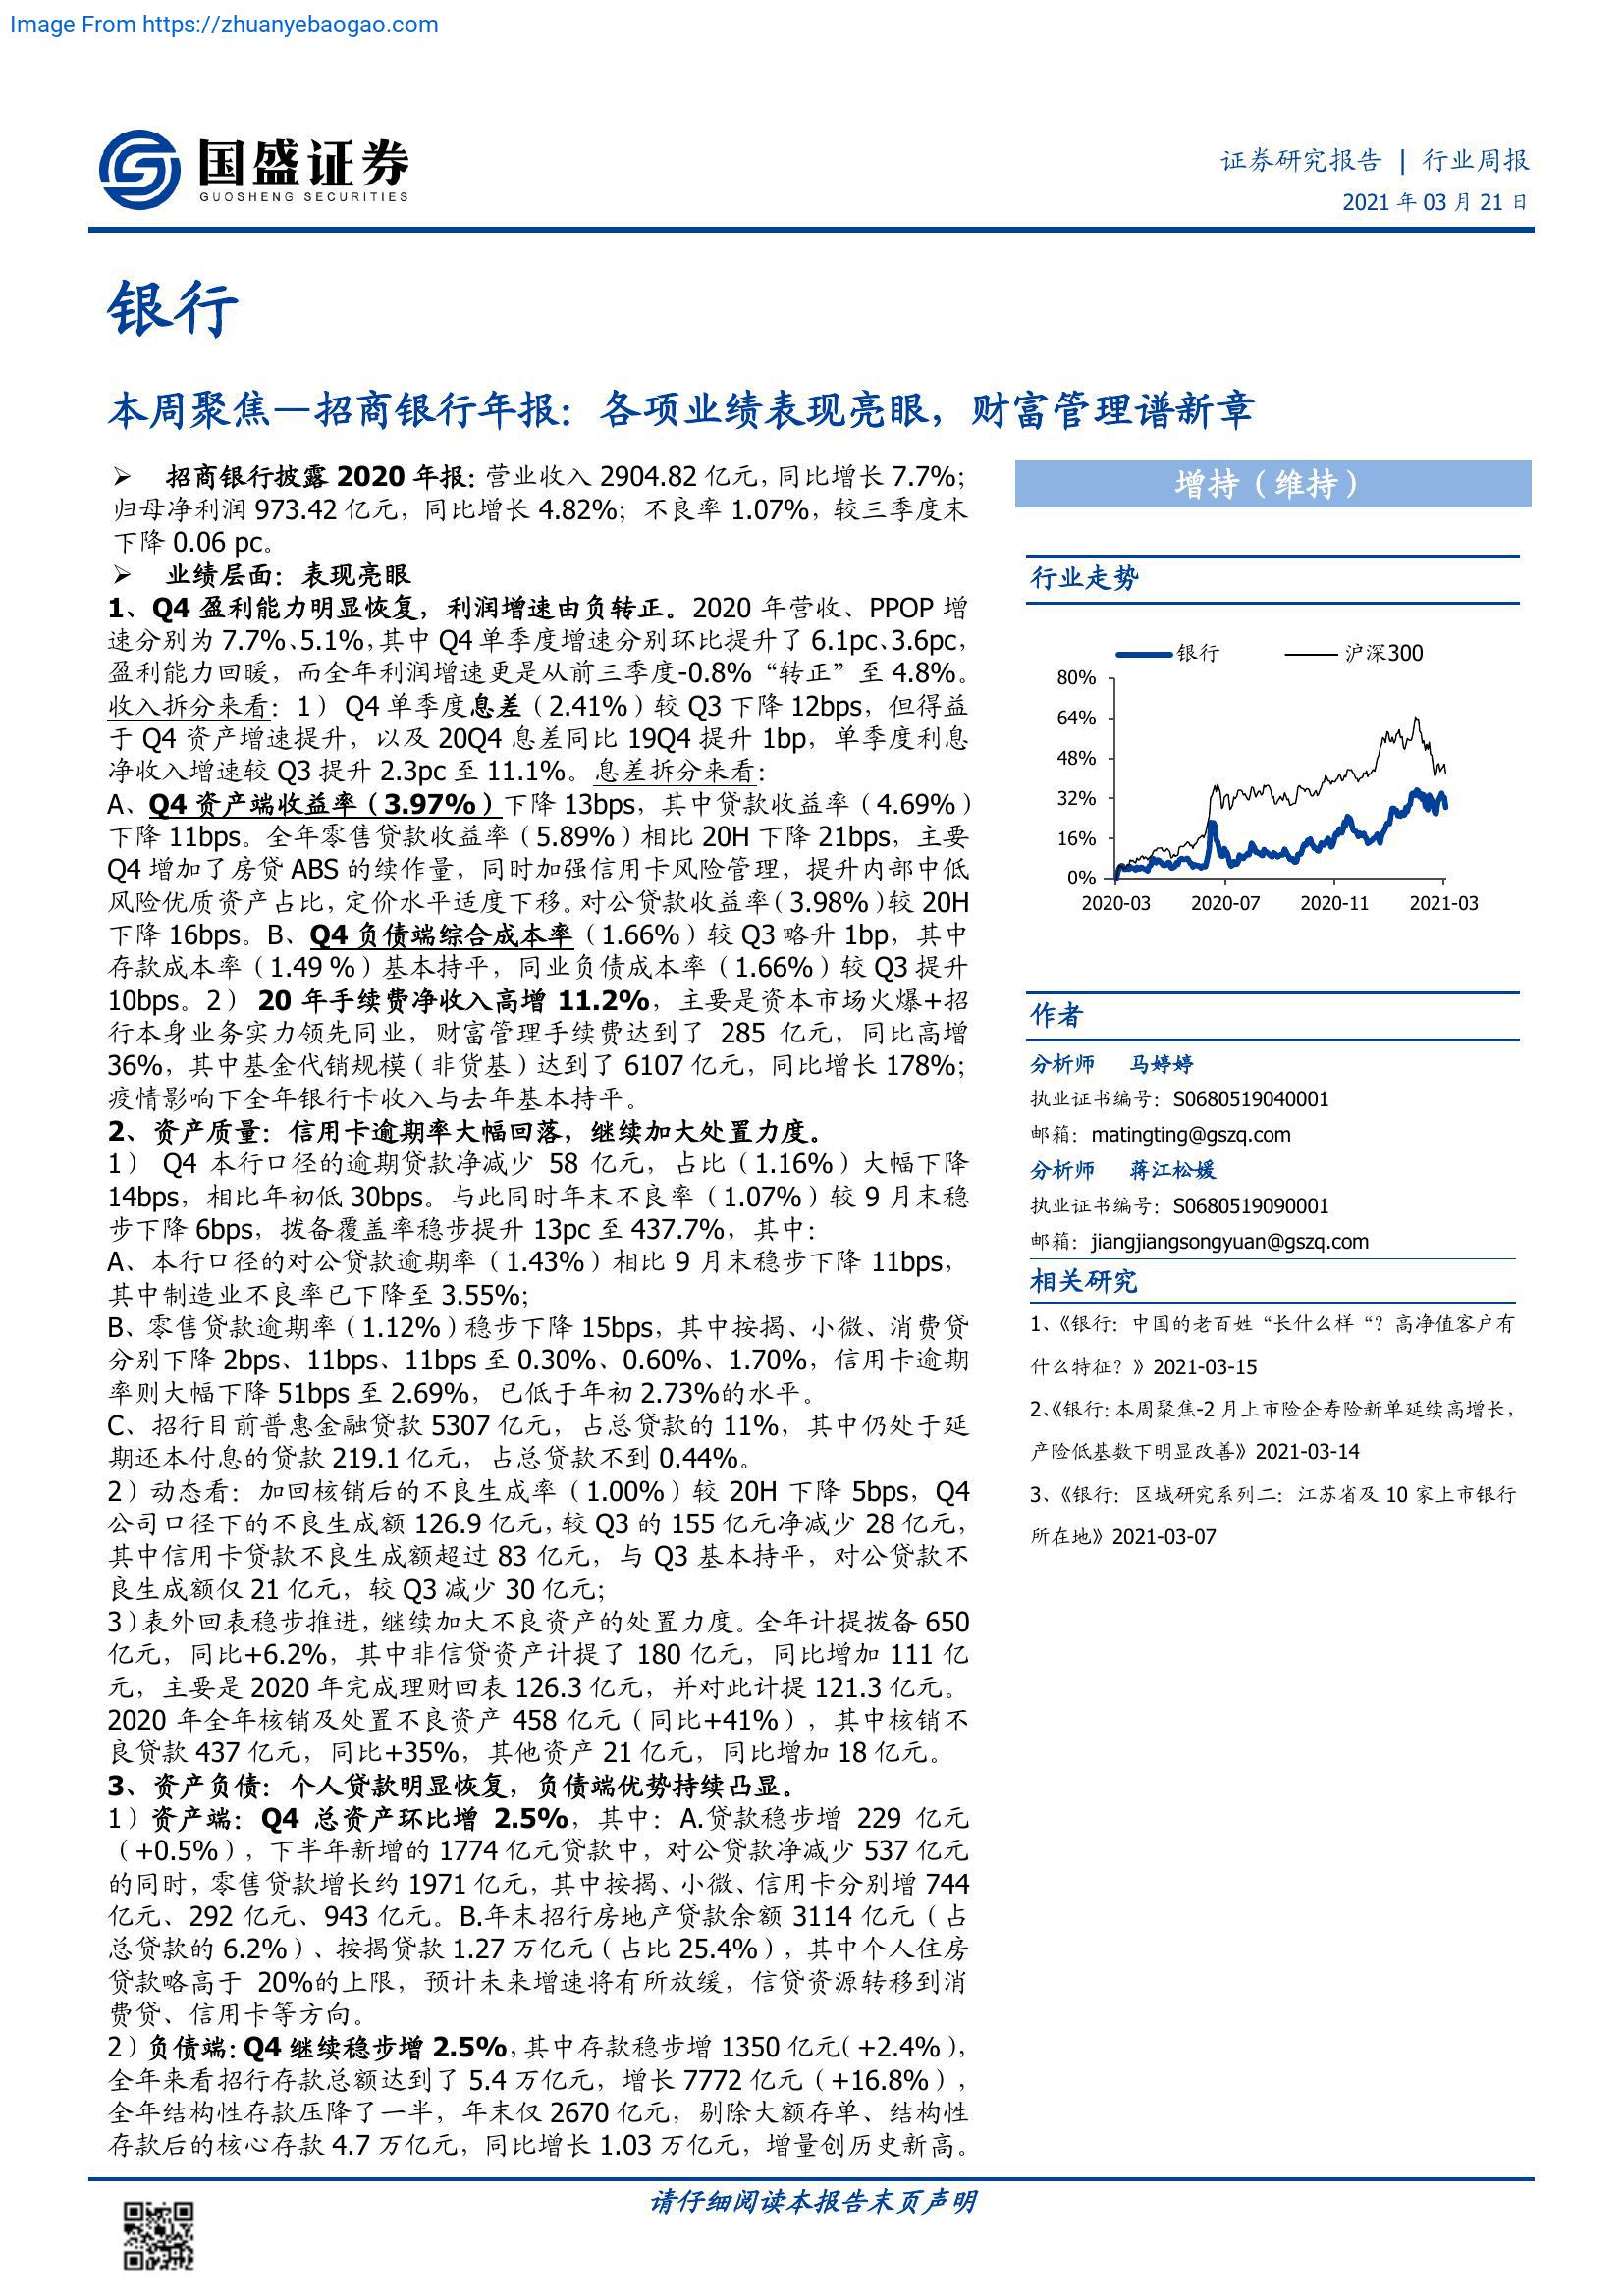 Image From https://zhuanyebaogao.com
国盛证券
GUOSHENG SECURITIES
证券研究报告 | 行业周报
2021 年 03 月 21 日
银行
本周聚焦—招商银行年报：各项业绩表现亮眼，财富管理谱新章
➢ 招商银行披露 2020 年报：营业收入 2904.82 亿元，同比增长 7.7%；
归母净利润 973.42 亿元，同比增长 4.82%；不良率 1.07%，较三季度末
下降 0.06 pc。
➢ 业绩层面：表现亮眼
1、Q4 盈利能力明显恢复，利润增速由负转正。2020 年营收、PPOP 增
速分别为 7.7%、5.1%，其中 Q4 单季度增速分别环比提升了 6.1pc、3.6pc，
盈利能力回暖，而全年利润增速更是从前三季度-0.8%“转正”至 4.8%。
收入拆分来看：1） Q4 单季度息差（2.41%）较 Q3 下降 12bps，但得益
于 Q4 资产增速提升，以及 20Q4 息差同比 19Q4 提升 1bp，单季度利息
净收入增速较 Q3 提升 2.3pc 至 11.1%。息差拆分来看：
A、Q4 资产端收益率（3.97%）下降 13bps，其中贷款收益率（4.69%）
下降 11bps。全年零售贷款收益率（5.89%）相比 20H 下降 21bps，主要
Q4 增加了房贷 ABS 的续作量，同时加强信用卡风险管理，提升内部中低
风险优质资产占比，定价水平适度下移。对公贷款收益率（3.98%）较 20H
下降 16bps。B、Q4 负债端综合成本率（1.66%）较 Q3 略升 1bp，其中
存款成本率（1.49 %）基本持平，同业负债成本率（1.66%）较 Q3 提升
10bps。2） 20 年手续费净收入高增 11.2%，主要是资本市场火爆+招
行本身业务实力领先同业，财富管理手续费达到了 285 亿元，同比高增
36%，其中基金代销规模（非货基）达到了 6107 亿元，同比增长 178%；
疫情影响下全年银行卡收入与去年基本持平。
2、资产质量：信用卡逾期率大幅回落，继续加大处置力度。
1） Q4 本行口径的逾期贷款净减少 58 亿元，占比（1.16%）大幅下降
14bps，相比年初低 30bps。与此同时年末不良率（1.07%）较 9 月末稳
步下降 6bps，拨备覆盖率稳步提升 13pc 至 437.7%，其中：
A、本行口径的对公贷款逾期率（1.43%）相比 9 月末稳步下降 11bps，
其中制造业不良率已下降至 3.55%；
B、零售贷款逾期率（1.12%）稳步下降 15bps，其中按揭、小微、消费贷
分别下降 2bps、11bps、11bps 至 0.30%、0.60%、1.70%，信用卡逾期
率则大幅下降 51bps 至 2.69%，已低于年初 2.73%的水平。
C、招行目前普惠金融贷款 5307 亿元，占总贷款的 11%，其中仍处于延
期还本付息的贷款 219.1 亿元，占总贷款不到 0.44%。
2）动态看：加回核销后的不良生成率（1.00%）较 20H 下降 5bps，Q4
公司口径下的不良生成额 126.9 亿元，较 Q3 的 155 亿元净减少 28 亿元，
其中信用卡贷款不良生成额超过 83 亿元，与 Q3 基本持平，对公贷款不
良生成额仅 21 亿元，较 Q3 减少 30 亿元；
3）表外回表稳步推进，继续加大不良资产的处置力度。全年计提拨备 650
亿元，同比+6.2%，其中非信贷资产计提了 180 亿元，同比增加 111 亿
元，主要是 2020 年完成理财回表 126.3 亿元，并对此计提 121.3 亿元。
2020 年全年核销及处置不良资产 458 亿元（同比+41%），其中核销不
良贷款 437 亿元，同比+35%，其他资产 21 亿元，同比增加 18 亿元。
3、资产负债：个人贷款明显恢复，负债端优势持续凸显。
1）资产端：Q4 总资产环比增 2.5%，其中：A.贷款稳步增 229 亿元
（+0.5%），下半年新增的 1774 亿元贷款中，对公贷款净减少 537 亿元
的同时，零售贷款增长约 1971 亿元，其中按揭、小微、信用卡分别增 744
亿元、292 亿元、943 亿元。B.年末招行房地产贷款余额 3114 亿元（占
总贷款的 6.2%）、按揭贷款 1.27 万亿元（占比 25.4%），其中个人住房
贷款略高于 20%的上限，预计未来增速将有所放缓，信贷资源转移到消
费贷、信用卡等方向。
2）负债端：Q4 继续稳步增 2.5%，其中存款稳步增 1350 亿元（+2.4%），
全年来看招行存款总额达到了 5.4 万亿元，增长 7772 亿元（+16.8%），
全年结构性存款压降了一半，年末仅 2670 亿元，剔除大额存单、结构性
存款后的核心存款 4.7 万亿元，同比增长 1.03 万亿元，增量创历史新高。
增持（维持）
行业走势
银行 沪深300
80%
64%
48%
32%
16%
0%
2020-03 2020-07 2020-11 2021-03
作者
分析师 马婷婷
执业证书编号：S0680519040001
邮箱：matingting@gszq.com
分析师 蒋江松媛
执业证书编号：S0680519090001
邮箱：jiangjiangsongyuan@gszq.com
相关研究
1、《银行：中国的老百姓“长什么样“？高净值客户有
什么特征？》2021-03-15
2、《银行：本周聚焦-2 月上市险企寿险新单延续高增长，
产险低基数下明显改善》2021-03-14
3、《银行：区域研究系列二：江苏省及 10 家上市银行
所在地》2021-03-07
请仔细阅读本报告末页声明